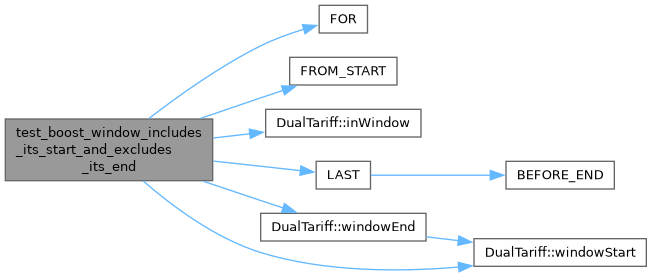 test_boost_window_includes
_its_start_and_excludes
_its_end
FOR
FROM_START
DualTariff::inWindow
LAST
BEFORE_END
DualTariff::windowEnd
DualTariff::windowStart